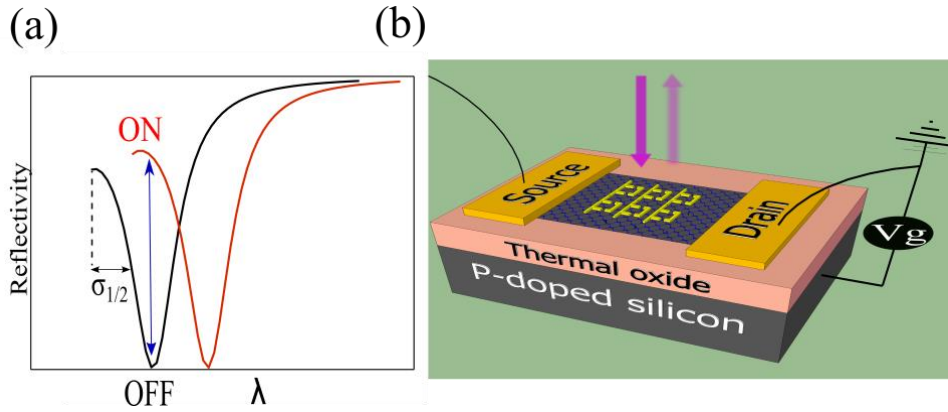 (a)
(b)
Reflectivity
ON
σ1/2
OFF
λ
Source
Drain
Vg
Thermal oxide
P-doped silicon